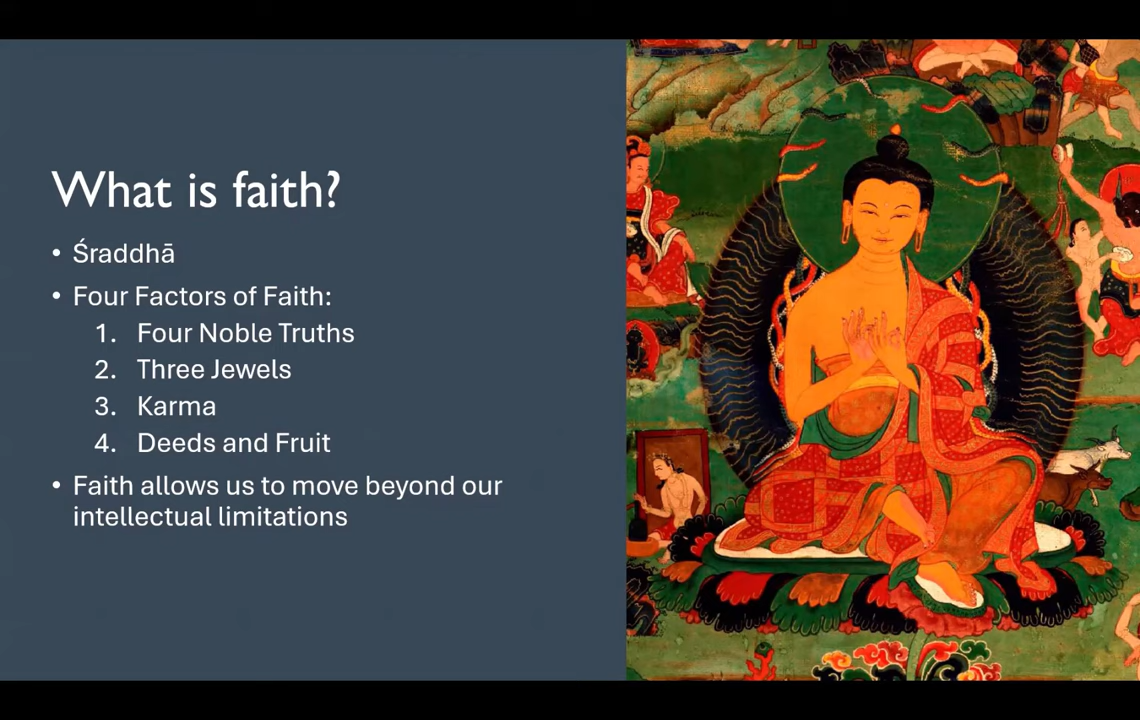 What is faith?
• Śraddhā
• Four Factors of Faith:
1. Four Noble Truths
2. Three Jewels
3. Karma
4. Deeds and Fruit
• Faith allows us to move beyond our
intellectual limitations